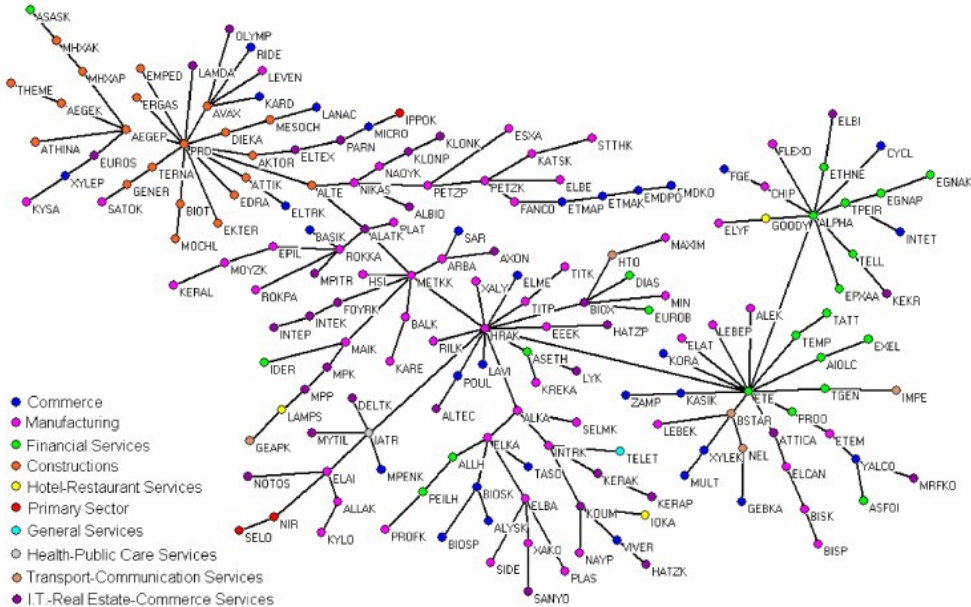 ASASK
MHXAK
OLYMP
RIDE
MHXAP
EMPED
LAMDA
LEVEN
ELBI
THEME
ERGAS
AVAX
KARD
LANAC
IPPOK
FLEXO
AEGEK
DIEKA
MESOCH
MICRO
KLONK
ESXA
STTHK
ETHNE
CYCL
ATHINA
AEGEP
PRD
AKTOR
ELTEX
PARN
KLONP
KATSK
FGE
CHIP
EGNAK
EUROS
TERNA
ATTIK
NAOYK
XYLEP
GENER
ALTE
NIKAS
PETZP
PETZK
ELBE
EMDPO
EMDKO
TPEIR
EGNAP
KYSA
SATOK
BIOT
EDRA
ELTRK
ALBIO
FANCO
ETMAP
ETMAK
ELYF
GOODY
ALPHA
INTET
MOCHL
EKTER
BASIK
ALATK
PLAT
SAR
MAXIM
TELL
EPIL
ROKKA
ARBA
AXON
HTO
MOYZK
MPITR
HSI
METKK
XALY
ELME
TITK
DIAS
EPXAA
KEKR
KERAL
ROKPA
FOYRK
TITP
BIOX
MIN
ALEK
INTEP
INTEK
BALK
HRAK
EUROB
LEBEP
TATT
MAIK
RILK
EEEK
HATZP
ELAT
TEMP
EXEL
IDER
KARE
LAVI
ASETH
KORA
AIOLC
MPK
POUL
LYK
ETE
MPP
KREKA
ZAMP
KASIK
TGEN
IMPE
Commerce
DELTK
ALTEC
ALKA
BSTAR
PROD
Manufacturing
LAMPS
SELMK
LEBEK
ATTICA
ETEM
Financial Services
GEAPK
MYTIL
IATR
ELKA
INTRK
TELET
XYLEK
NEL
YALCO
Constructions
MPENK
ALLH
TASO
ELCAN
MRFKO
Hotel-Restaurant Services
NOTOS
ELAI
KERAK
MULT
Primary Sector
PEILH
BIOSK
ELBA
KERAP
GEBKA
ASFOI
General Services
ALLAK
KOUM
IOKA
BISK
Health-Public Care Services
SELO
NIR
KYLO
PROFK
BIOSP
ALYSK
XAKO
VIVER
BISP
Transport-Communication Services
SIDE
PLAS
NAYP
HATZK
I.T.-Real Estate-Commerce Services
SANYO